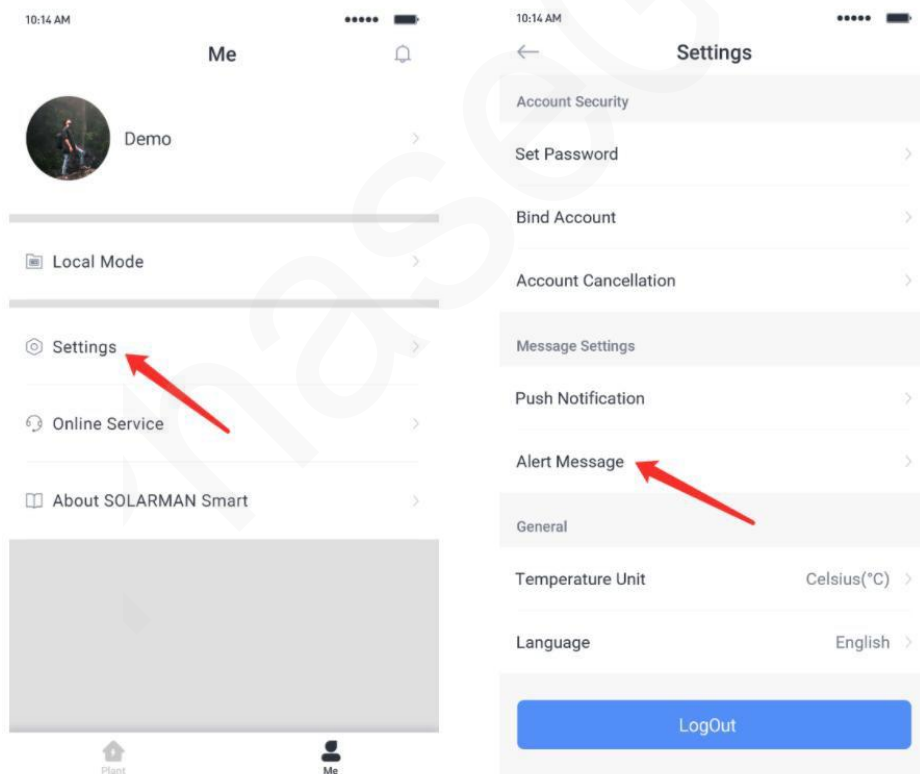 10:14 AM
Me
Demo
Local Mode
Settings
Online Service
About SOLARMAN Smart
Plant
Me
10:14 AM
Settings
Account Security
Set Password
Bind Account
Account Cancellation
Message Settings
Push Notification
Alert Message
General
Temperature Unit
Celsius(°C)
Language
English
LogOut